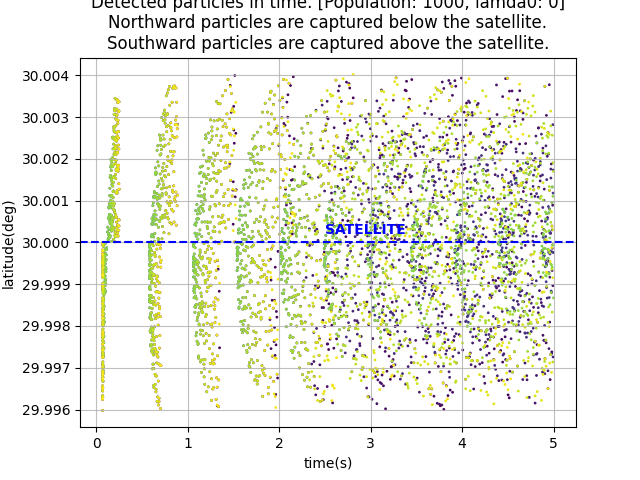 Detected particles in time. [Population: 1000, lamda0: 0]
Northward particles are captured below the satellite.
Southward particles are captured above the satellite.
30.004
30.003
30.002
30.001
30.000
29.999
29.998
29.997
29.996
latitude(deg)
SATELLITE
0 1 2 3 4 5
time(s)